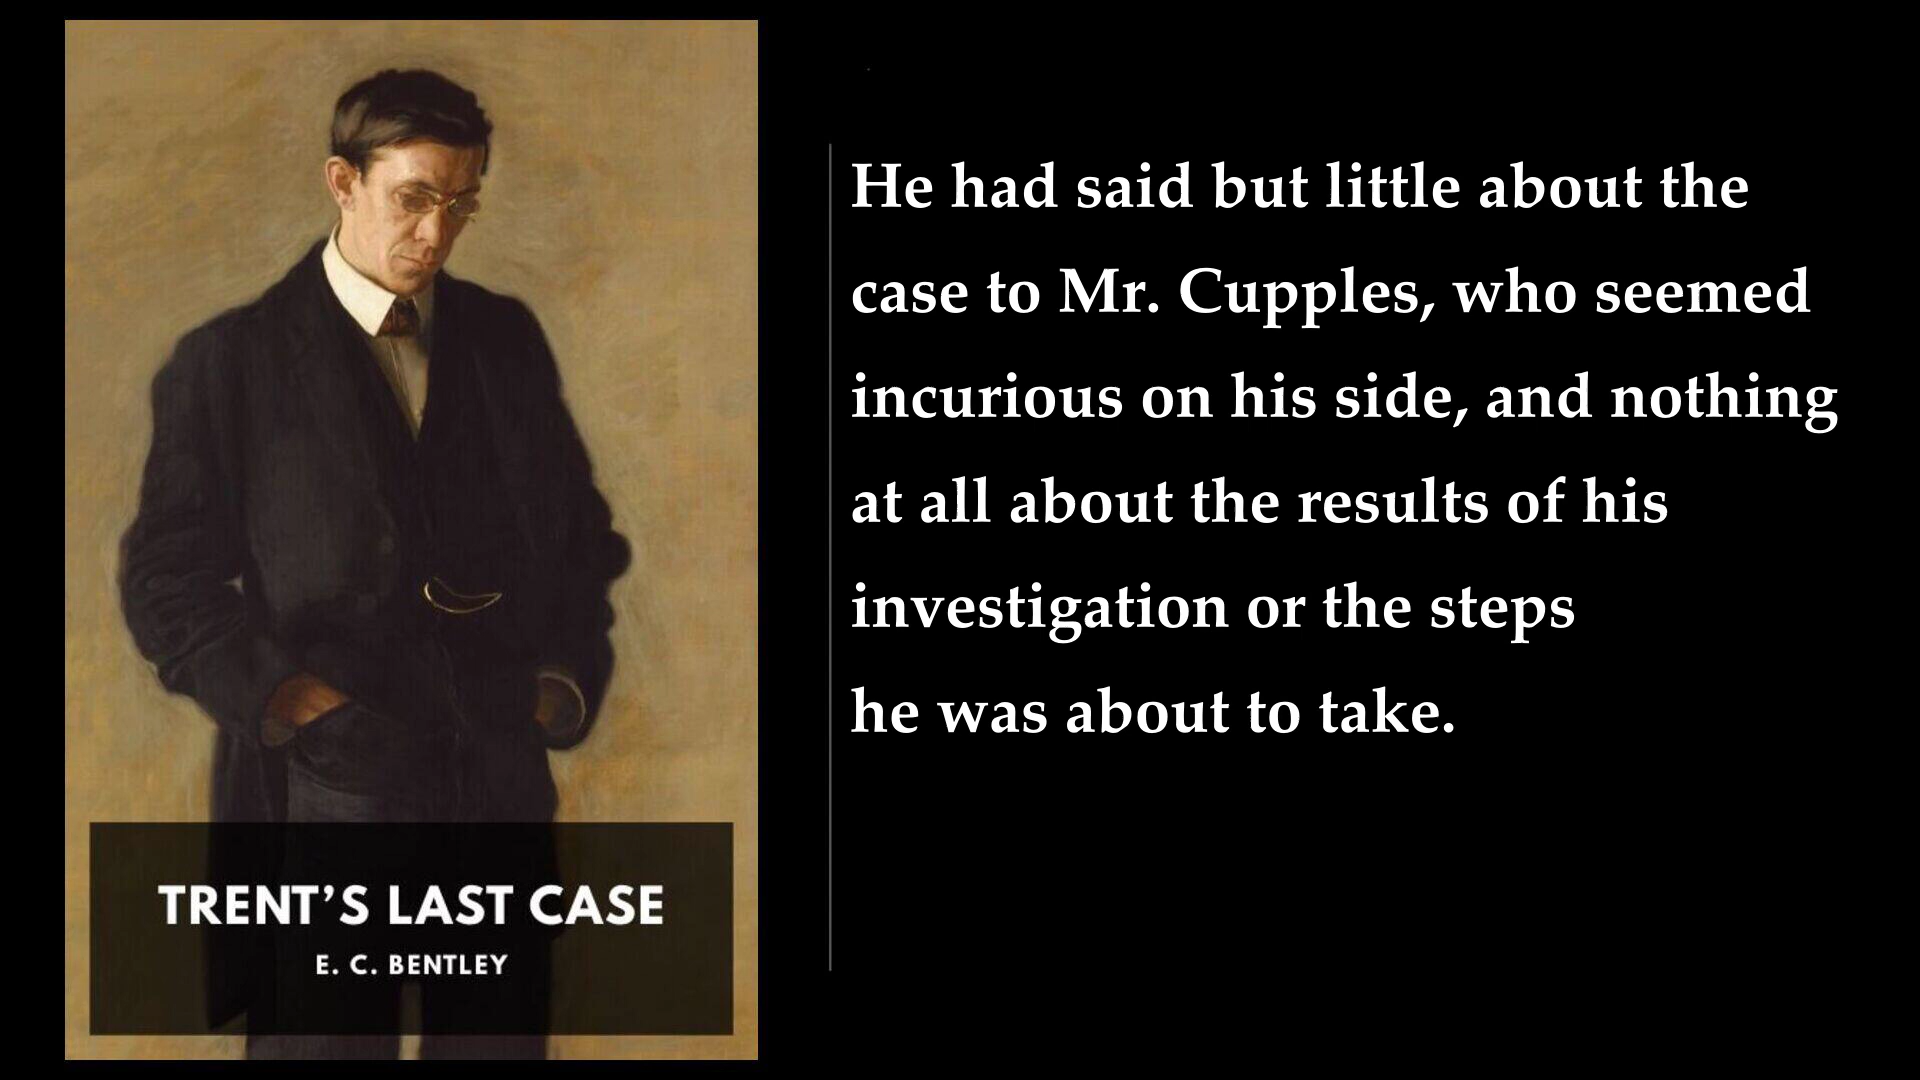 TRENT’S LAST CASE
E. C. BENTLEY
He had said but little about the
case to Mr. Cupples, who seemed
incurious on his side, and nothing
at all about the results of his
investigation or the steps
he was about to take.